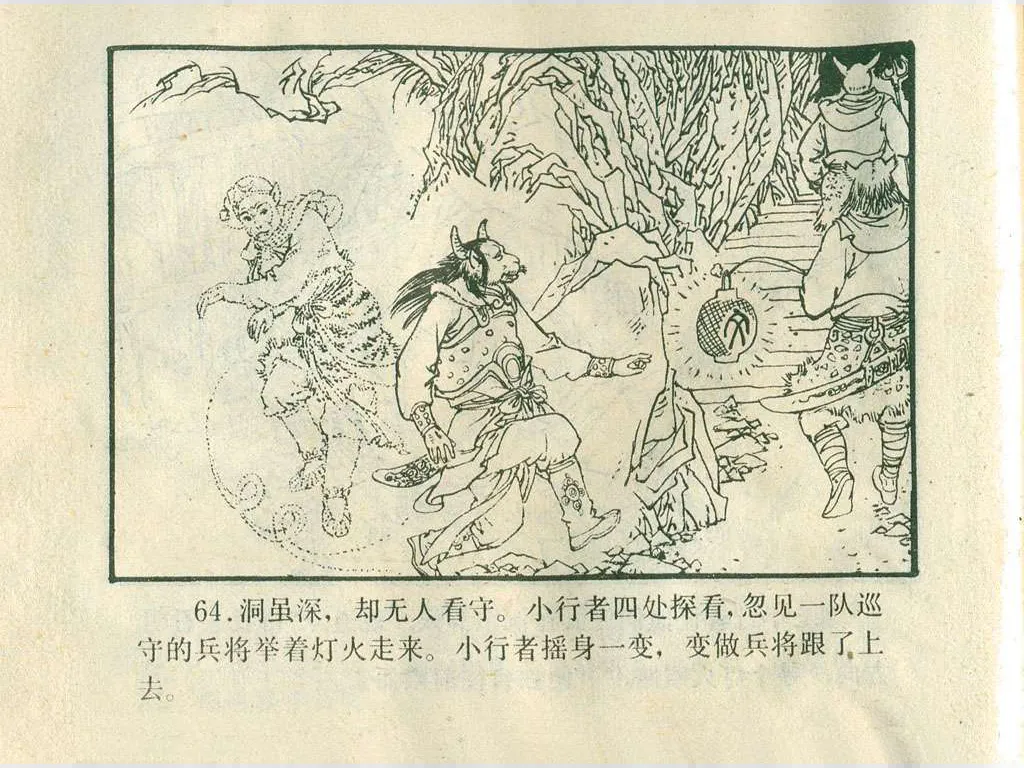 文
64.洞虽深，却无人看守。小行者四处探看，忽见一队巡
守的兵将举着灯火走来。小行者摇身一变，变做兵将跟了上
去。